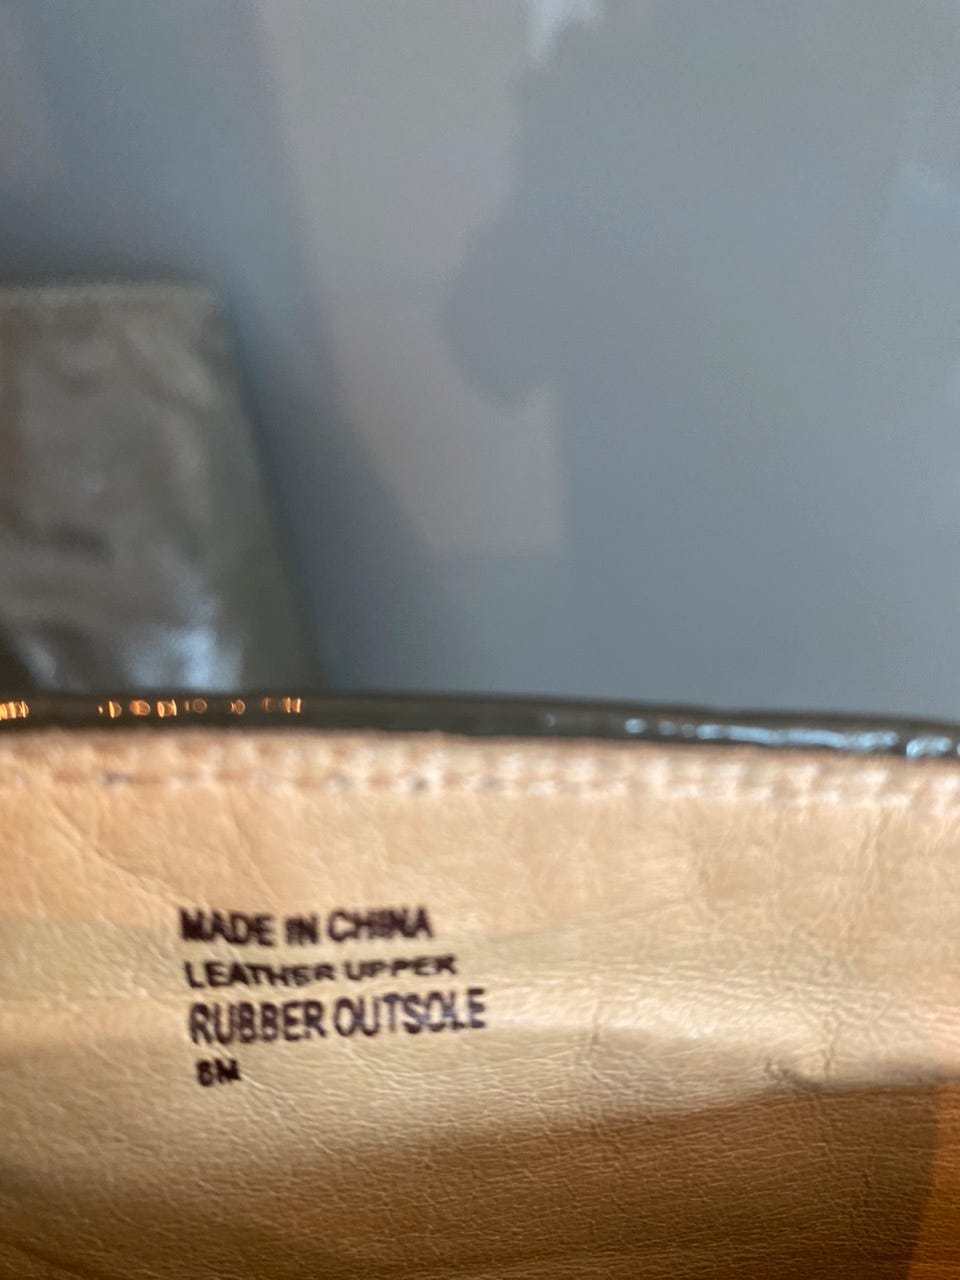 MADE IN CHINA
LEATHER UPPER
RUBBER OUTSOLE
8M